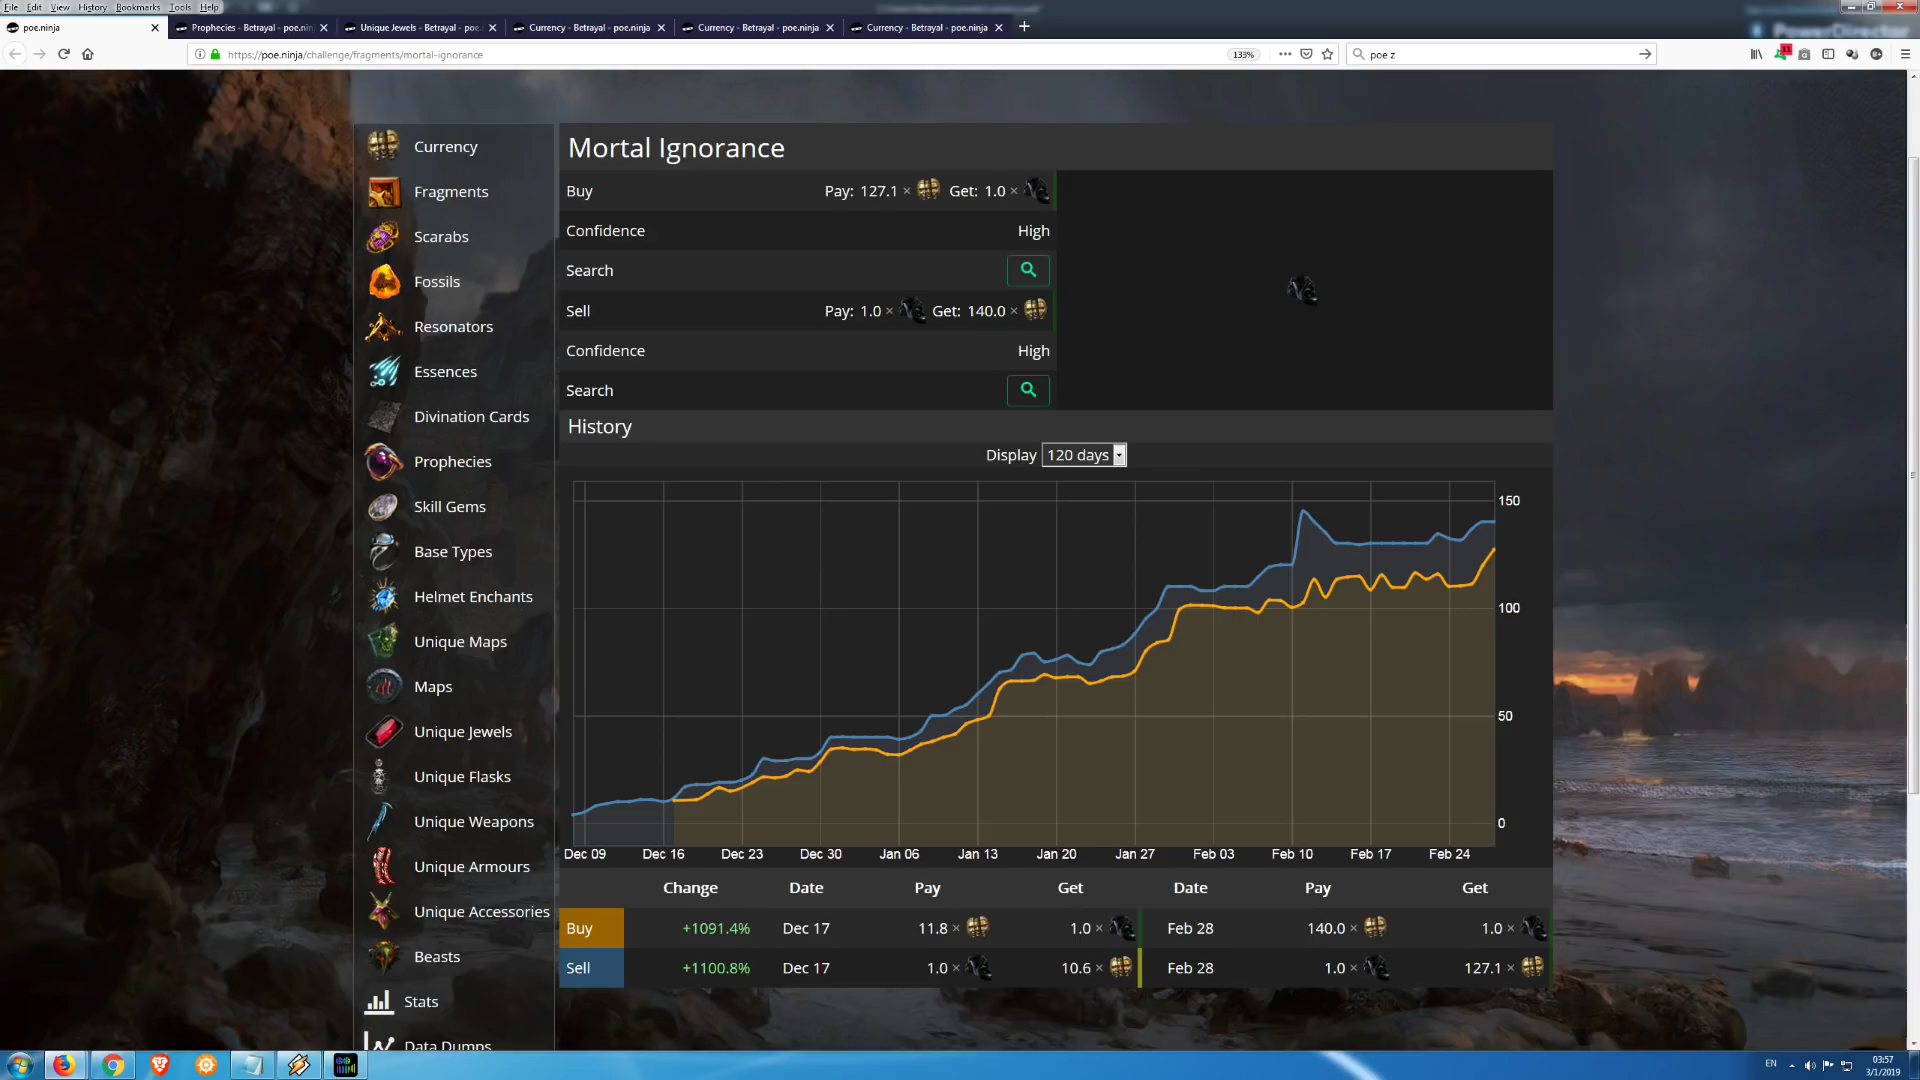 File Edit View History Bookmarks Tools Help
poe.ninja
Prophecies - Betrayal - poe.ninj
Unique Jewels - Betrayal - poe.
Currency - Betrayal - poe.ninja
Currency - Betrayal - poe.ninja
Currency - Betrayal - poe.ninja
PowerDirector
https://poe.ninja/challenge/fragments/mortal-ignorance
133%
poe z
11
Currency
Fragments
Scarabs
Fossils
Resonators
Essences
Divination Cards
Prophecies
Skill Gems
Base Types
Helmet Enchants
Unique Maps
Maps
Unique Jewels
Unique Flasks
Unique Weapons
Unique Armours
Unique Accessories
Beasts
Stats
Data Dumps
Mortal Ignorance
Buy Pay: 127.1 × Get: 1.0 ×
Confidence High
Search
Sell Pay: 1.0 × Get: 140.0 ×
Confidence High
Search
History
Display 120 days
150
100
50
0
Dec 09 Dec 16 Dec 23 Dec 30 Jan 06 Jan 13 Jan 20 Jan 27 Feb 03 Feb 10 Feb 17 Feb 24
Change Date Pay Get Date Pay Get
Buy +1091.4% Dec 17 11.8 × 1.0 × Feb 28 140.0 × 1.0 ×
Sell +1100.8% Dec 17 1.0 × 10.6 × Feb 28 1.0 × 127.1 ×
EN
03:57
3/1/2019